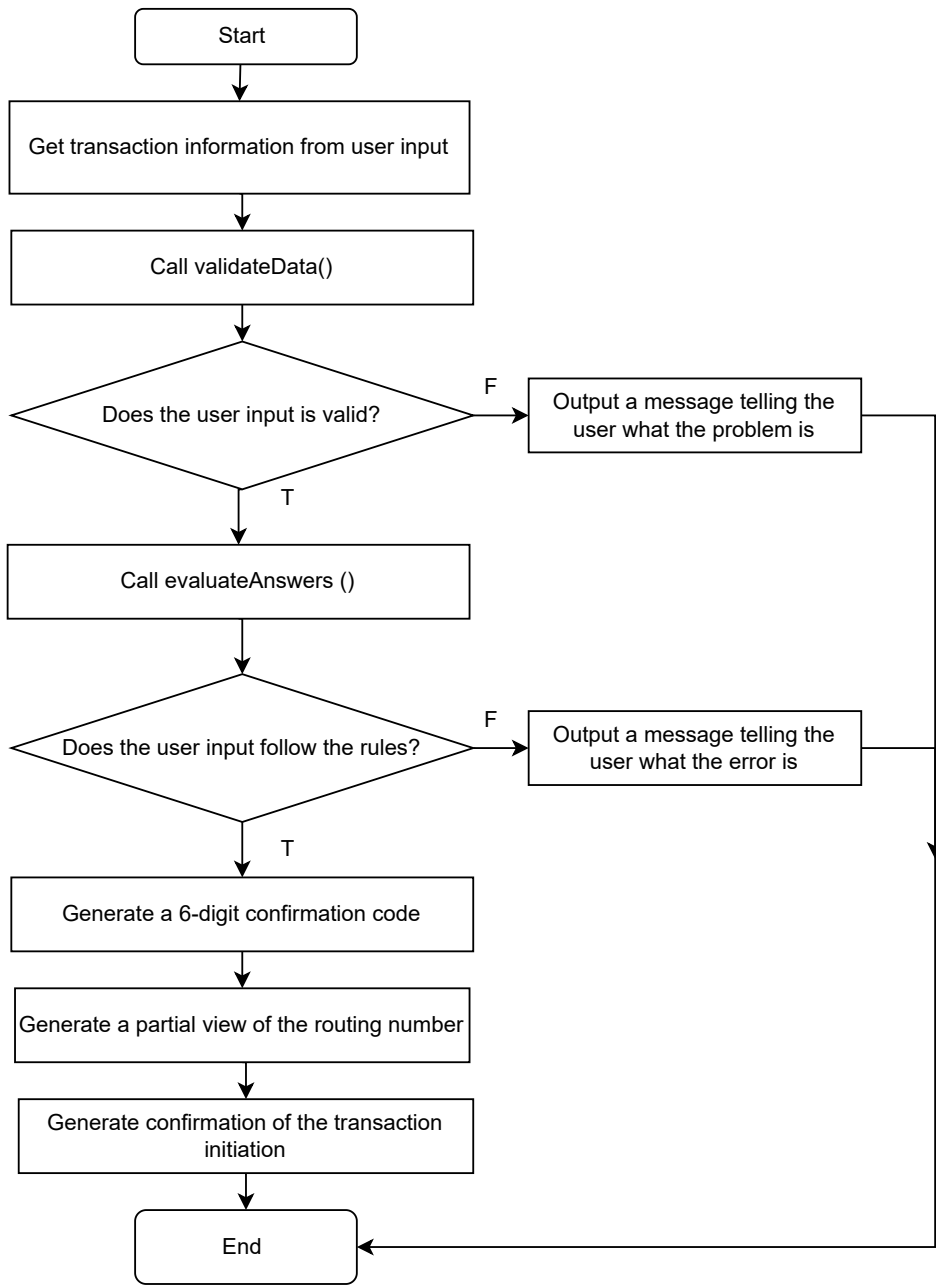 Start
Get transaction information from user input
Call validateData()
Does the user input is valid?
F
Output a message telling the
user what the problem is
T
Call evaluateAnswers ()
Does the user input follow the rules?
F
Output a message telling the
user what the error is
T
Generate a 6-digit confirmation code
Generate a partial view of the routing number
Generate confirmation of the transaction
initiation
End